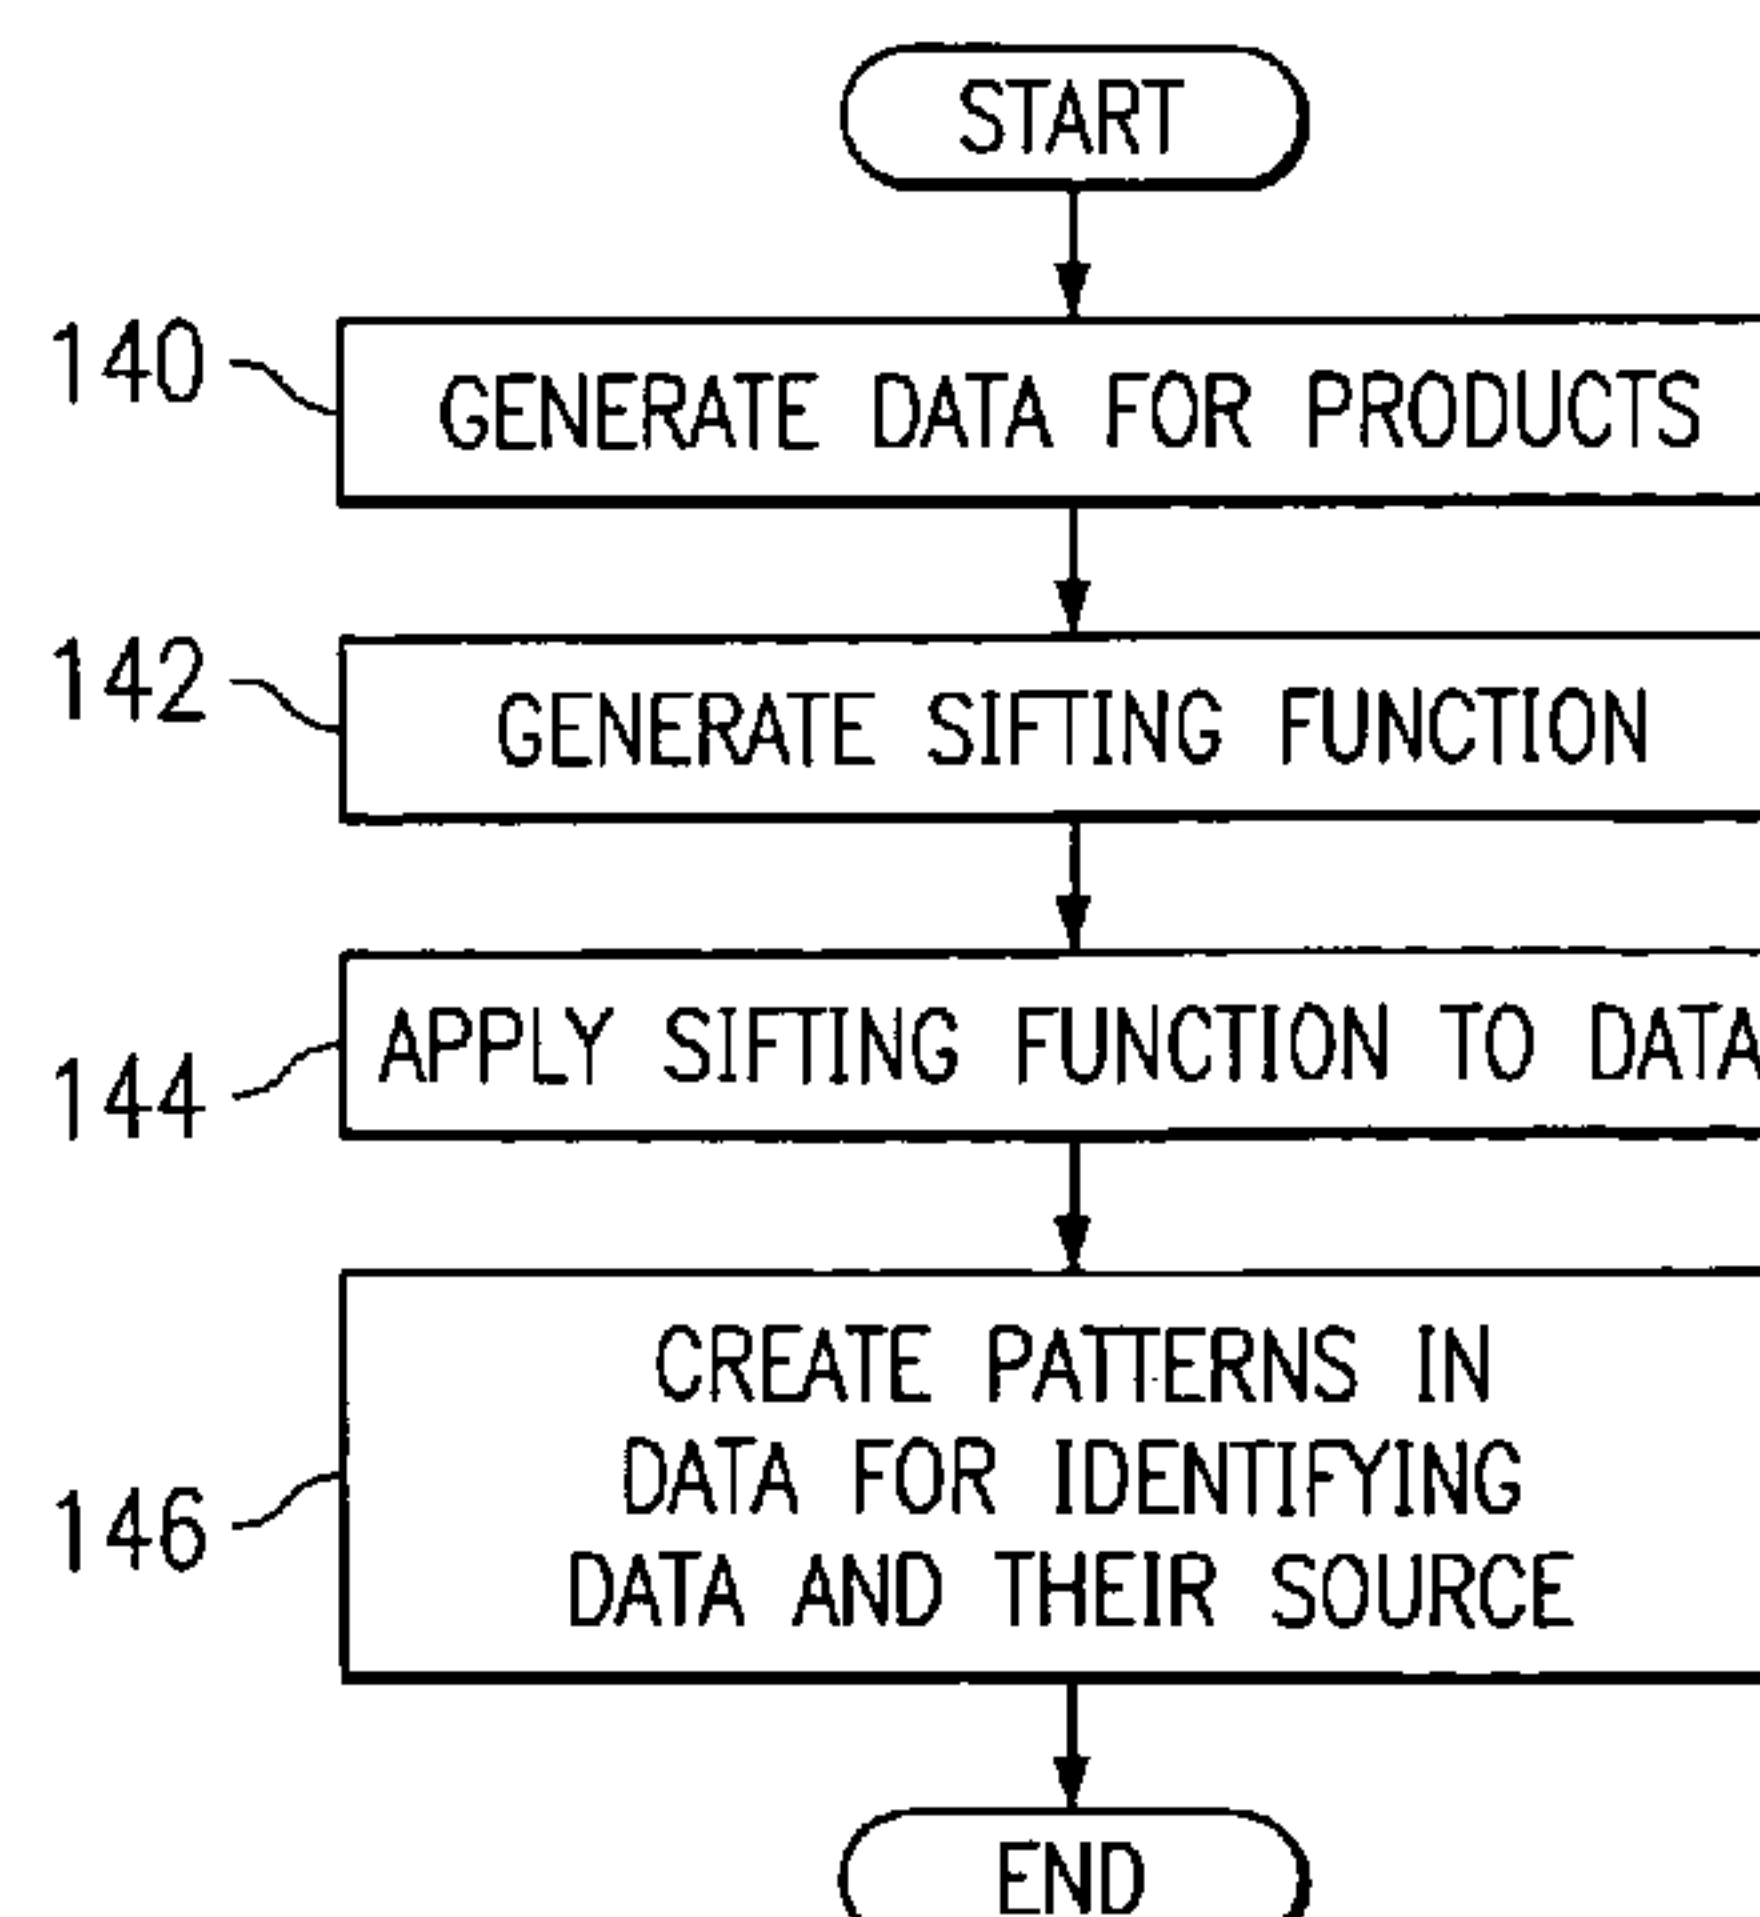 START
140
GENERATE DATA FOR PRODUCTS
142
GENERATE SIFTING FUNCTION
144
APPLY SIFTING FUNCTION TO DATA
146
CREATE PATTERNS IN
DATA FOR IDENTIFYING
DATA AND THEIR SOURCE
END